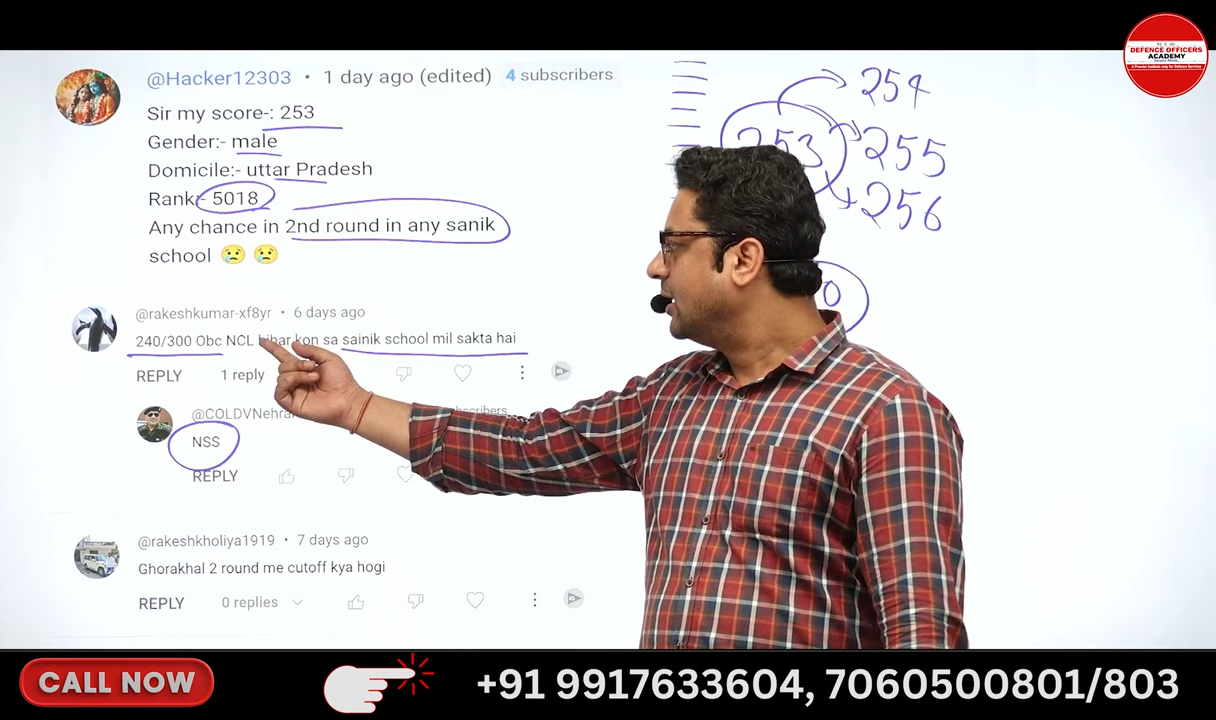 DEFENCE OFFICERS
ACADEMY
@Hacker12303 • 1 day ago (edited) 4 subscribers
Sir my score-: 253
Gender:- male
Domicile:- uttar Pradesh
Rank:- 5018
Any chance in 2nd round in any sanik
school 😢 😢
254
253
255
256
@rakeshkumar-xf8yr • 6 days ago
240/300 Obc NCL bihar kon sa sainik school mil sakta hai
REPLY 1 reply
NSS
REPLY
@rakeshkholiya1919 • 7 days ago
Ghorakhal 2 round me cutoff kya hogi
REPLY 0 replies
CALL NOW
+91 9917633604, 7060500801/803